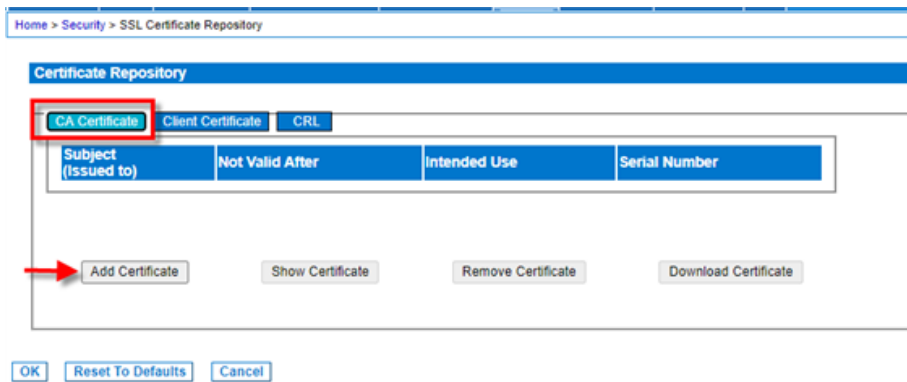 Home > Security > SSL Certificate Repository
Certificate Repository
CA Certificate Client Certificate CRL
Subject (Issued to) Not Valid After Intended Use Serial Number
Add Certificate Show Certificate Remove Certificate Download Certificate
OK Reset To Defaults Cancel